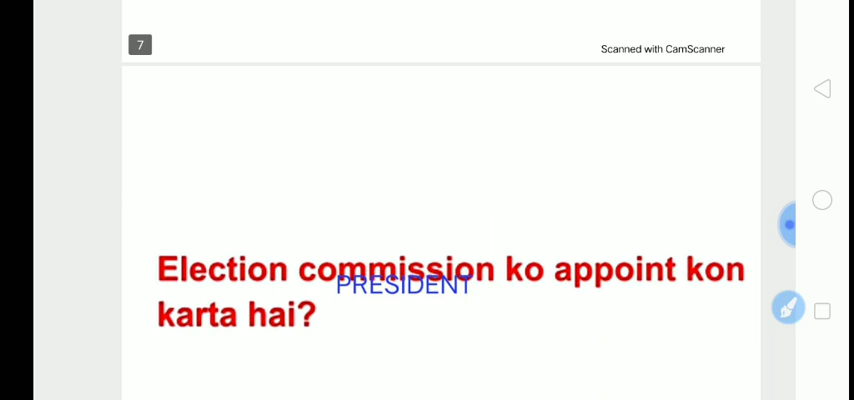 7
Scanned with CamScanner
Election commission ko appoint kon
PRESIDENT
karta hai?